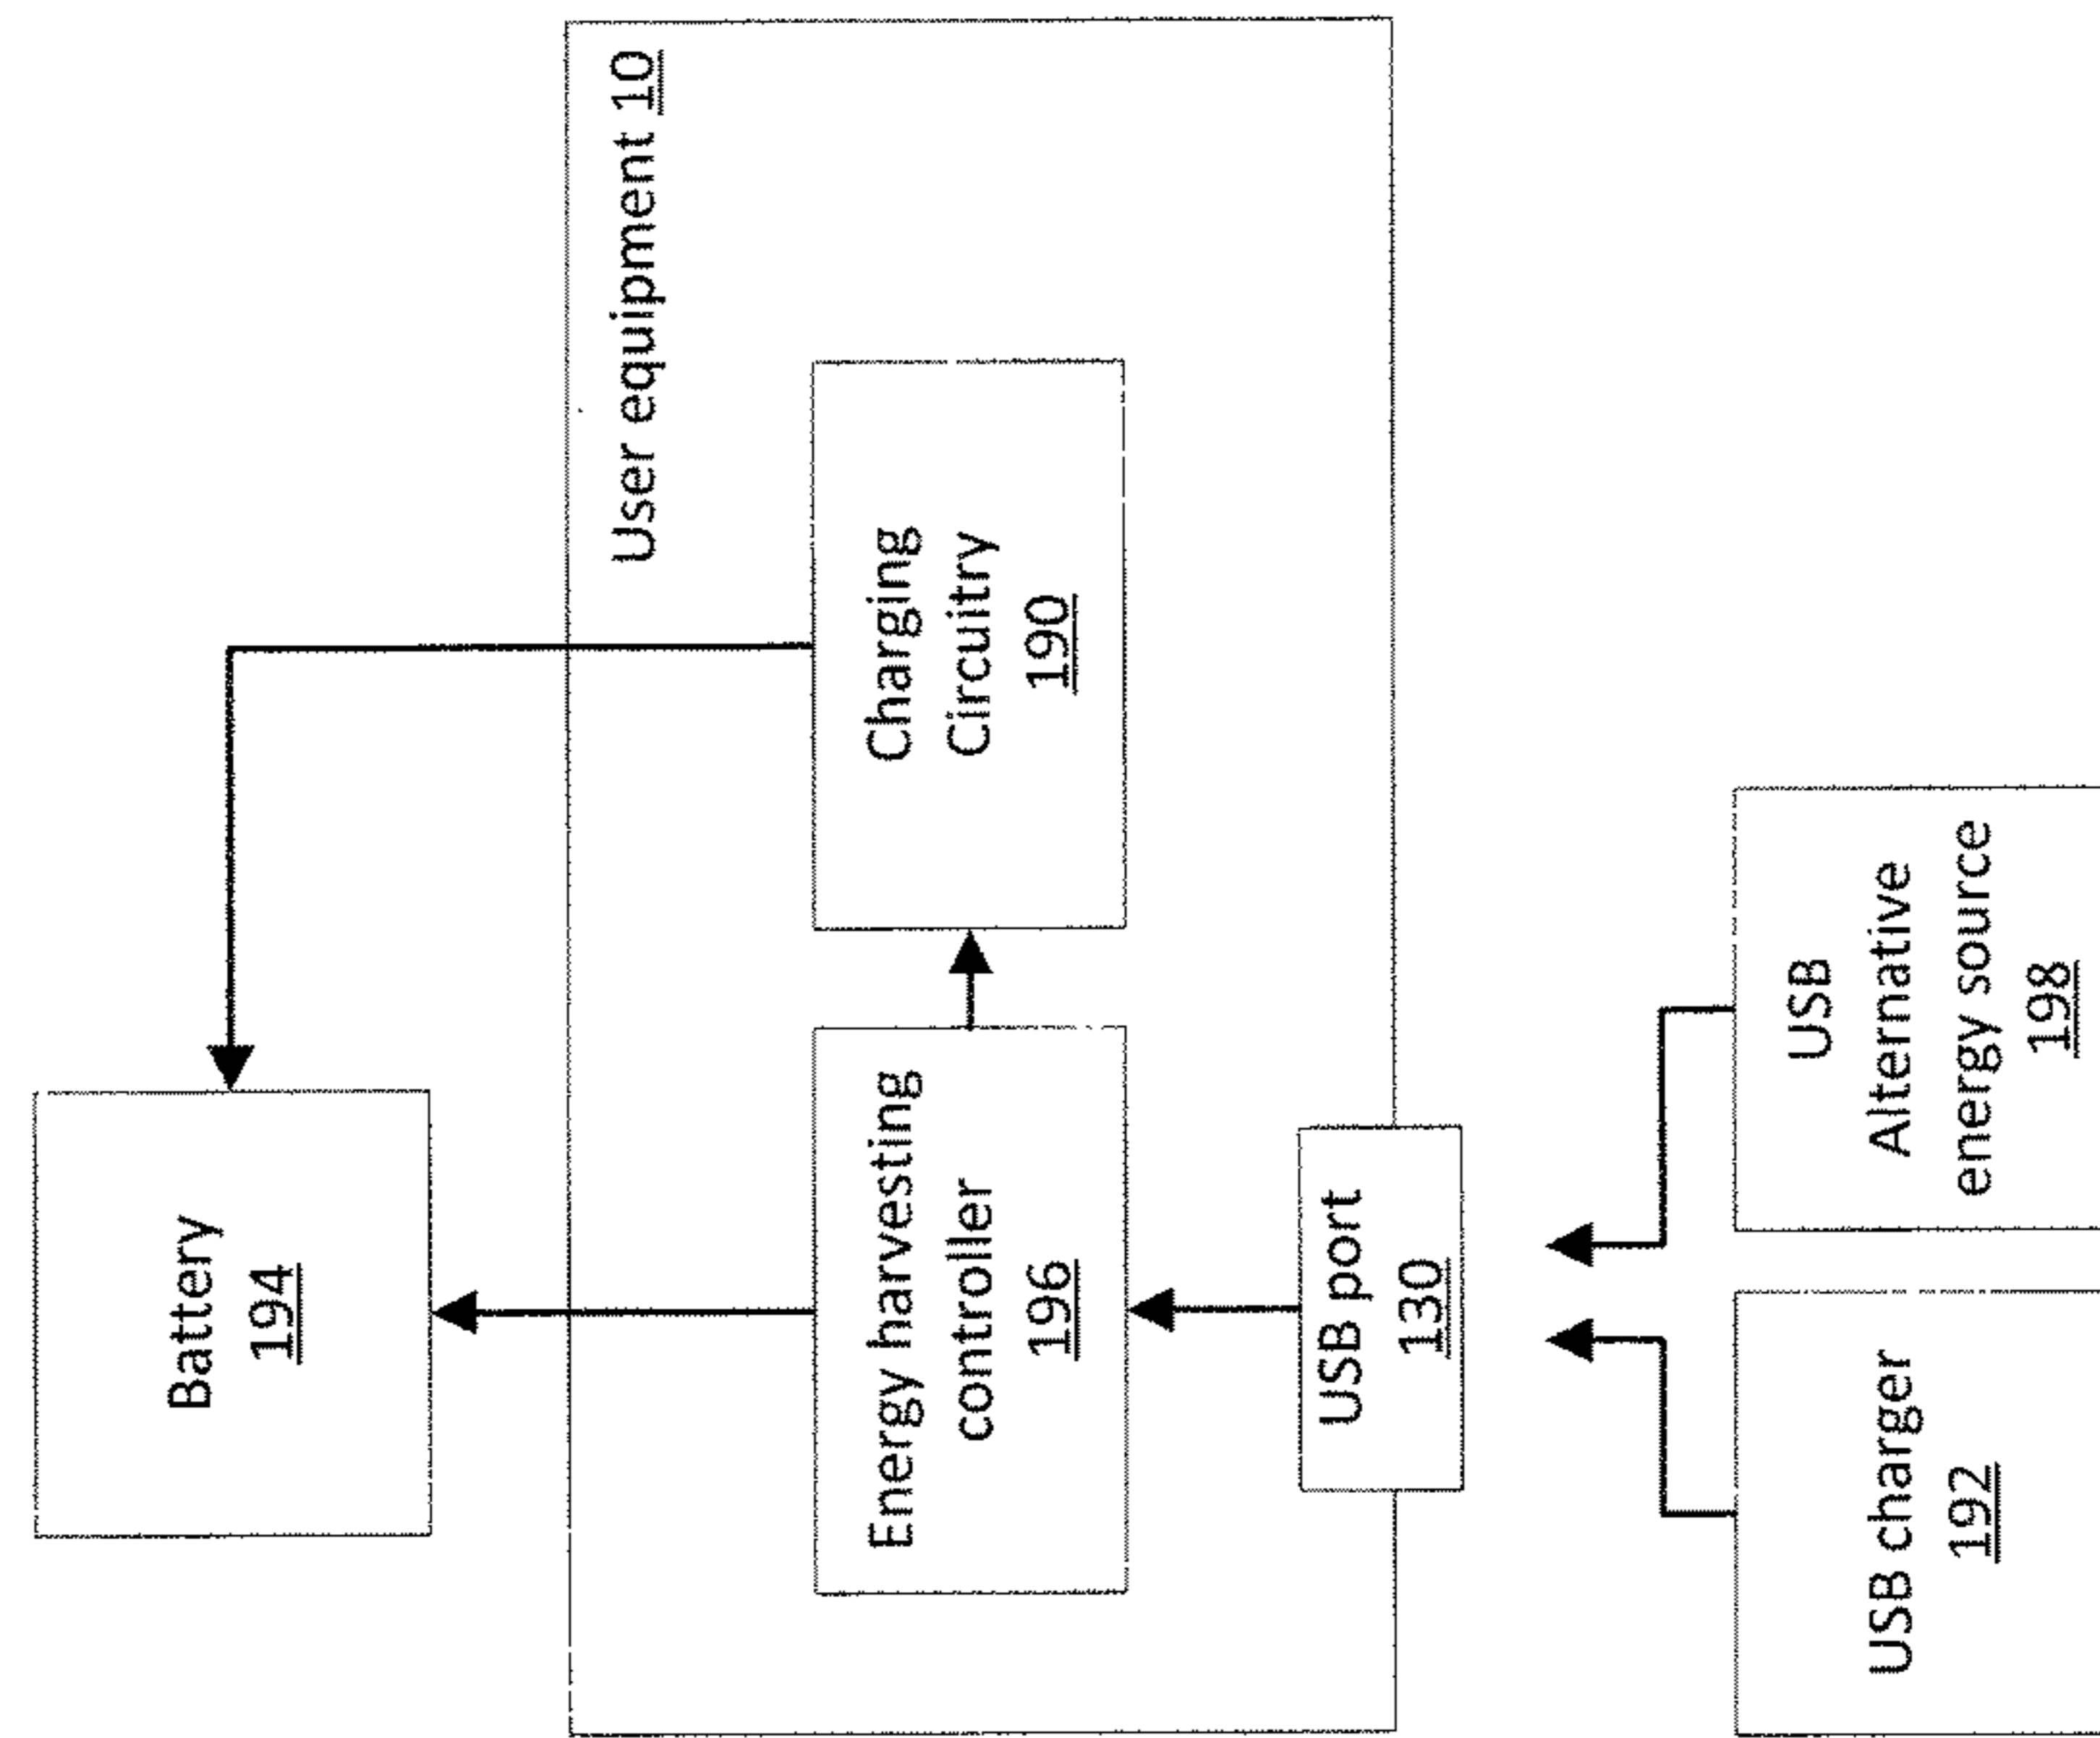 User equipment 10
Battery
194
Energy harvesting
controller
196
Charging
Circuitry
190
USB port
130
USB charger
192
USB
Alternative
energy source
198